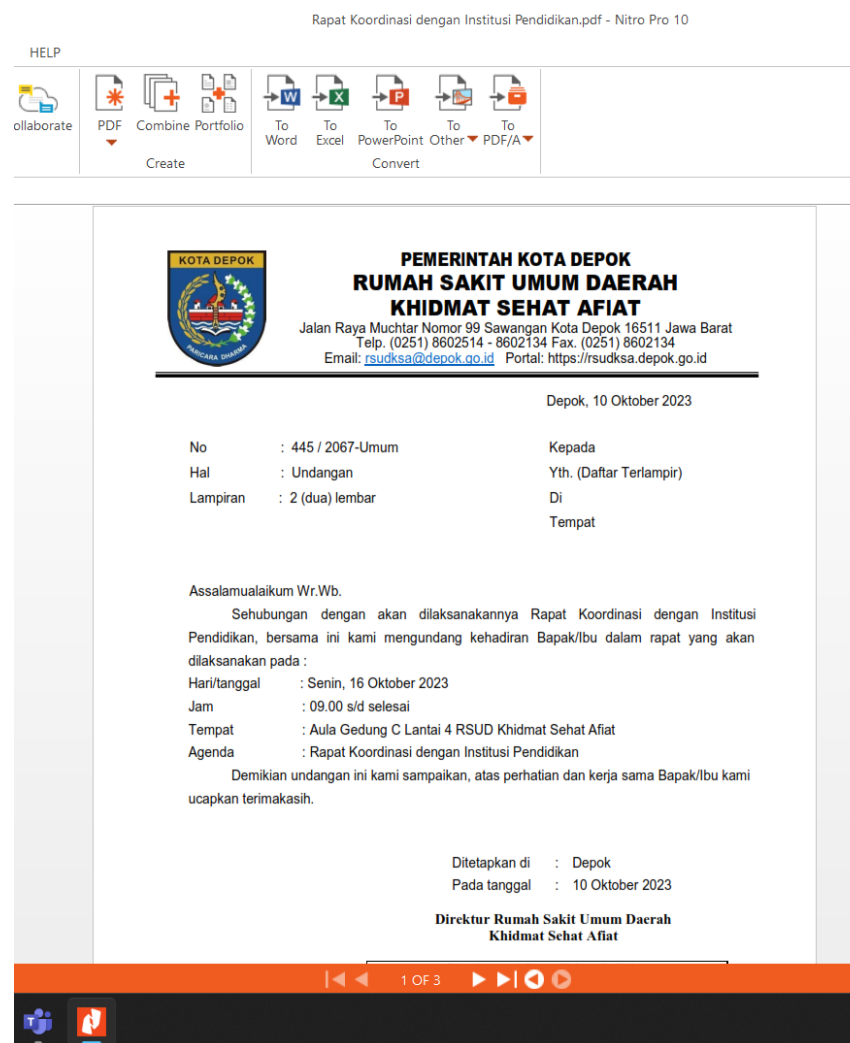 Rapat Koordinasi dengan Institusi Pendidikan.pdf - Nitro Pro 10
HELP
ollaborate
PDF
Combine
Portfolio
To Word
To Excel
To PowerPoint
To Other
To PDF/A
Create
Convert
KOTA DEPOK
PARICARA DHARMA
PEMERINTAH KOTA DEPOK
RUMAH SAKIT UMUM DAERAH
KHIDMAT SEHAT AFIAT
Jalan Raya Muchtar Nomor 99 Sawangan Kota Depok 16511 Jawa Barat
Telp. (0251) 8602514 - 8602134 Fax. (0251) 8602134
Email: rsudksa@depok.go.id Portal: https://rsudksa.depok.go.id
Depok, 10 Oktober 2023
No : 445 / 2067-Umum
Hal : Undangan
Lampiran : 2 (dua) lembar
Kepada
Yth. (Daftar Terlampir)
Di
Tempat
Assalamualaikum Wr.Wb.
Sehubungan dengan akan dilaksanakannya Rapat Koordinasi dengan Institusi
Pendidikan, bersama ini kami mengundang kehadiran Bapak/Ibu dalam rapat yang akan
dilaksanakan pada :
Hari/tanggal : Senin, 16 Oktober 2023
Jam : 09.00 s/d selesai
Tempat : Aula Gedung C Lantai 4 RSUD Khidmat Sehat Afiat
Agenda : Rapat Koordinasi dengan Institusi Pendidikan
Demikian undangan ini kami sampaikan, atas perhatian dan kerja sama Bapak/Ibu kami
ucapkan terimakasih.
Ditetapkan di : Depok
Pada tanggal : 10 Oktober 2023
Direktur Rumah Sakit Umum Daerah
Khidmat Sehat Afiat
1 OF 3